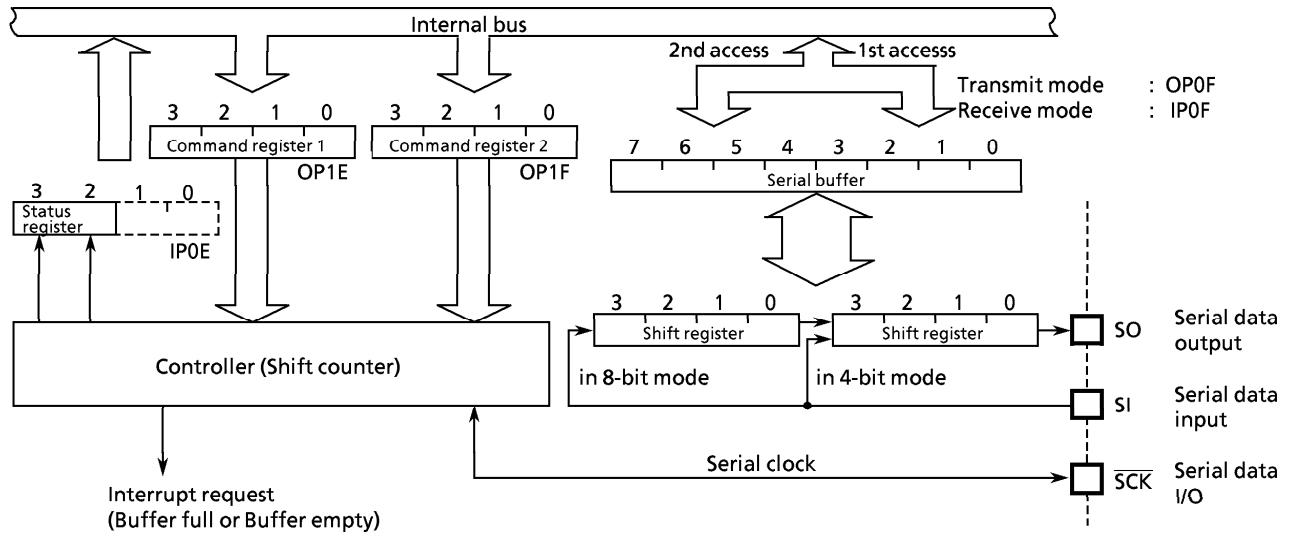 Internal bus
2nd access
1st accesss
Transmit mode : OP0F
Receive mode : IP0F
3 2 1 0
Command register 1
OP1E
3 2 1 0
Command register 2
OP1F
7 6 5 4 3 2 1 0
Serial buffer
3 2 1 0
Status
register
IP0E
3 2 1 0
Shift register
3 2 1 0
Shift register
SO
Serial data
output
Controller (Shift counter)
in 8-bit mode
in 4-bit mode
SI
Serial data
input
Serial clock
SCK
Serial data
I/O
Interrupt request
(Buffer full or Buffer empty)